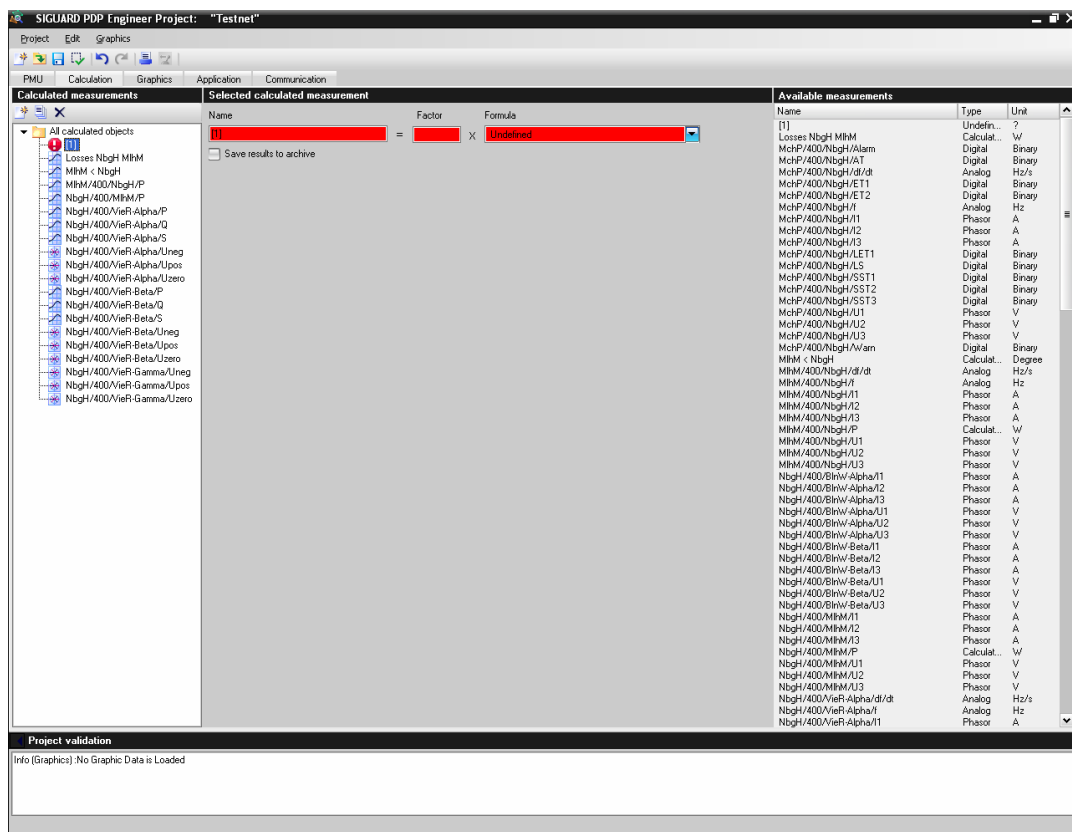 SIGUARD PDP Engineer Project: "Testnet"
Project Edit Graphics
PMU Calculation Graphics Application Communication
Calculated measurements
All calculated objects
[1]
Losses NbgH MlhM
MlhM < NbgH
MlhM/400/NbgH/P
NbgH/400/MlhM/P
NbgH/400/VieR-Alpha/P
NbgH/400/VieR-Alpha/Q
NbgH/400/VieR-Alpha/S
NbgH/400/VieR-Alpha/Uneg
NbgH/400/VieR-Alpha/Upos
NbgH/400/VieR-Alpha/Uzero
NbgH/400/VieR-Beta/P
NbgH/400/VieR-Beta/Q
NbgH/400/VieR-Beta/S
NbgH/400/VieR-Beta/Uneg
NbgH/400/VieR-Beta/Upos
NbgH/400/VieR-Beta/Uzero
NbgH/400/VieR-Gamma/Uneg
NbgH/400/VieR-Gamma/Upos
NbgH/400/VieR-Gamma/Uzero
Selected calculated measurement
Name Factor Formula
[1] = X Undefined
Save results to archive
Available measurements
Name Type Unit
[1] Undefin... ?
Losses NbgH MlhM Calculat... W
MchP/400/NbgH/Alarm Digital Binary
MchP/400/NbgH/AT Digital Binary
MchP/400/NbgH/df/dt Analog Hz/s
MchP/400/NbgH/ET1 Digital Binary
MchP/400/NbgH/ET2 Digital Binary
MchP/400/NbgH/f Analog Hz
MchP/400/NbgH/I1 Phasor A
MchP/400/NbgH/I2 Phasor A
MchP/400/NbgH/I3 Phasor A
MchP/400/NbgH/LET1 Digital Binary
MchP/400/NbgH/LS Digital Binary
MchP/400/NbgH/SST1 Digital Binary
MchP/400/NbgH/SST2 Digital Binary
MchP/400/NbgH/SST3 Digital Binary
MchP/400/NbgH/U1 Phasor V
MchP/400/NbgH/U2 Phasor V
MchP/400/NbgH/U3 Phasor V
MchP/400/NbgH/Warn Digital Binary
MlhM < NbgH Calculat... Degree
MlhM/400/NbgH/df/dt Analog Hz/s
MlhM/400/NbgH/f Analog Hz
MlhM/400/NbgH/I1 Phasor A
MlhM/400/NbgH/I2 Phasor A
MlhM/400/NbgH/I3 Phasor A
MlhM/400/NbgH/P Calculat... W
MlhM/400/NbgH/U1 Phasor V
MlhM/400/NbgH/U2 Phasor V
MlhM/400/NbgH/U3 Phasor V
NbgH/400/BlnW-Alpha/I1 Phasor A
NbgH/400/BlnW-Alpha/I2 Phasor A
NbgH/400/BlnW-Alpha/I3 Phasor A
NbgH/400/BlnW-Alpha/U1 Phasor V
NbgH/400/BlnW-Alpha/U2 Phasor V
NbgH/400/BlnW-Alpha/U3 Phasor V
NbgH/400/BlnW-Beta/I1 Phasor A
NbgH/400/BlnW-Beta/I2 Phasor A
NbgH/400/BlnW-Beta/I3 Phasor A
NbgH/400/BlnW-Beta/U1 Phasor V
NbgH/400/BlnW-Beta/U2 Phasor V
NbgH/400/BlnW-Beta/U3 Phasor V
NbgH/400/MlhM/I1 Phasor A
NbgH/400/MlhM/I2 Phasor A
NbgH/400/MlhM/I3 Phasor A
NbgH/400/MlhM/P Calculat... W
NbgH/400/MlhM/U1 Phasor V
NbgH/400/MlhM/U2 Phasor V
NbgH/400/MlhM/U3 Phasor V
NbgH/400/VieR-Alpha/df/dt Analog Hz/s
NbgH/400/VieR-Alpha/f Analog Hz
NbgH/400/VieR-Alpha/I1 Phasor A
Project validation
Info (Graphics) :No Graphic Data is Loaded